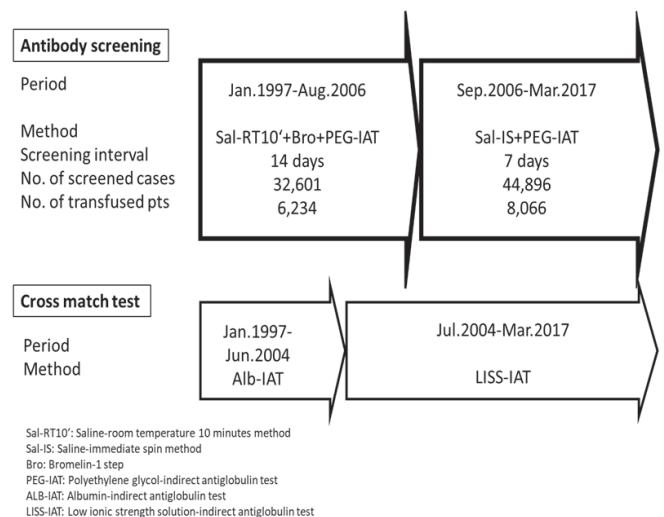 Antibody screening
Period
Jan.1997-Aug.2006
Sep.2006-Mar.2017
Method
Sal-RT10‘+Bro+PEG-IAT
Sal-IS+PEG-IAT
Screening interval
14 days
7 days
No. of screened cases
32,601
44,896
No. of transfused pts
6,234
8,066
Cross match test
Period
Jan.1997-
Jun.2004
Jul.2004-Mar.2017
Method
Alb-IAT
LISS-IAT
Sal-RT10’: Saline-room temperature 10 minutes method
Sal-IS: Saline-immediate spin method
Bro: Bromelin-1 step
PEG-IAT: Polyethylene glycol-indirect antiglobulin test
ALB-IAT: Albumin-indirect antiglobulin test
LISS-IAT: Low ionic strength solution-indirect antiglobulin test